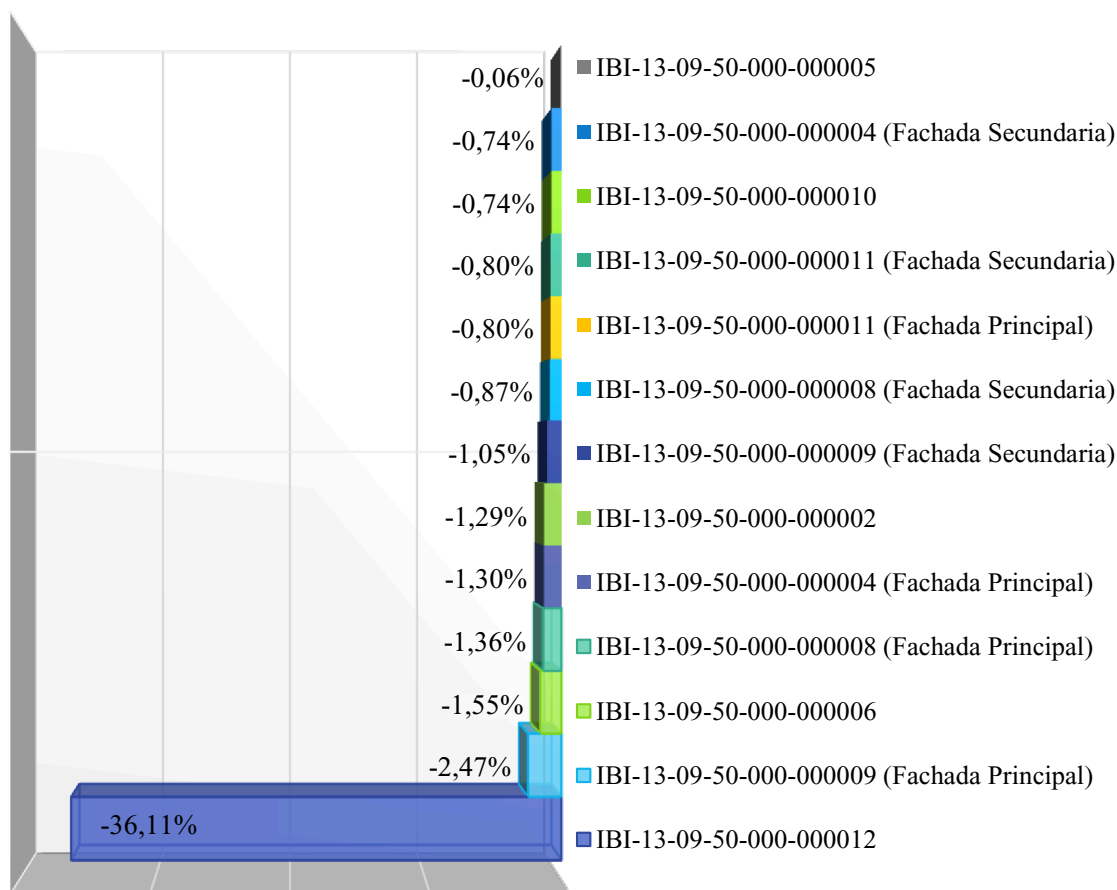 -0,06% IBI-13-09-50-000-000005
-0,74% IBI-13-09-50-000-000004 (Fachada Secundaria)
-0,74% IBI-13-09-50-000-000010
-0,80% IBI-13-09-50-000-000011 (Fachada Secundaria)
-0,80% IBI-13-09-50-000-000011 (Fachada Principal)
-0,87% IBI-13-09-50-000-000008 (Fachada Secundaria)
-1,05% IBI-13-09-50-000-000009 (Fachada Secundaria)
-1,29% IBI-13-09-50-000-000002
-1,30% IBI-13-09-50-000-000004 (Fachada Principal)
-1,36% IBI-13-09-50-000-000008 (Fachada Principal)
-1,55% IBI-13-09-50-000-000006
-2,47% IBI-13-09-50-000-000009 (Fachada Principal)
-36,11% IBI-13-09-50-000-000012